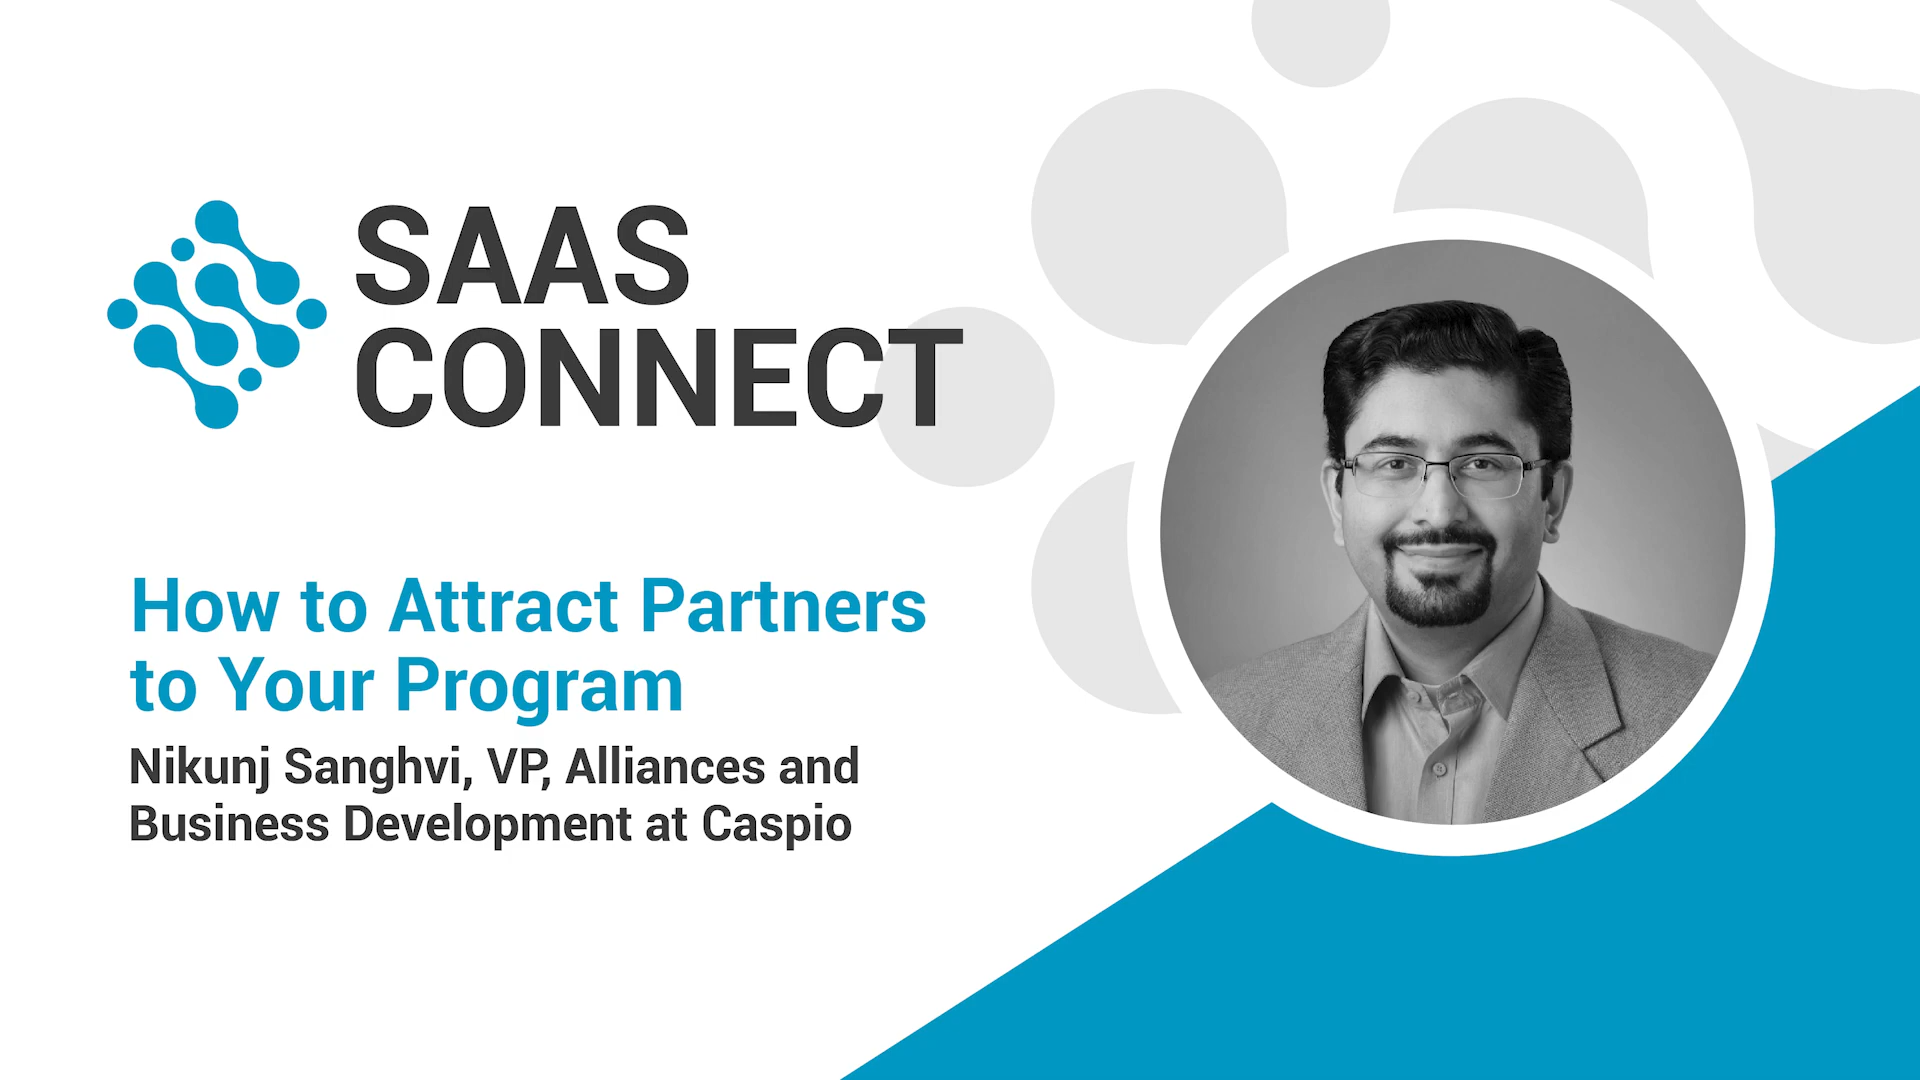 SAAS
CONNECT
How to Attract Partners
to Your Program
Nikunj Sanghvi, VP, Alliances and
Business Development at Caspio